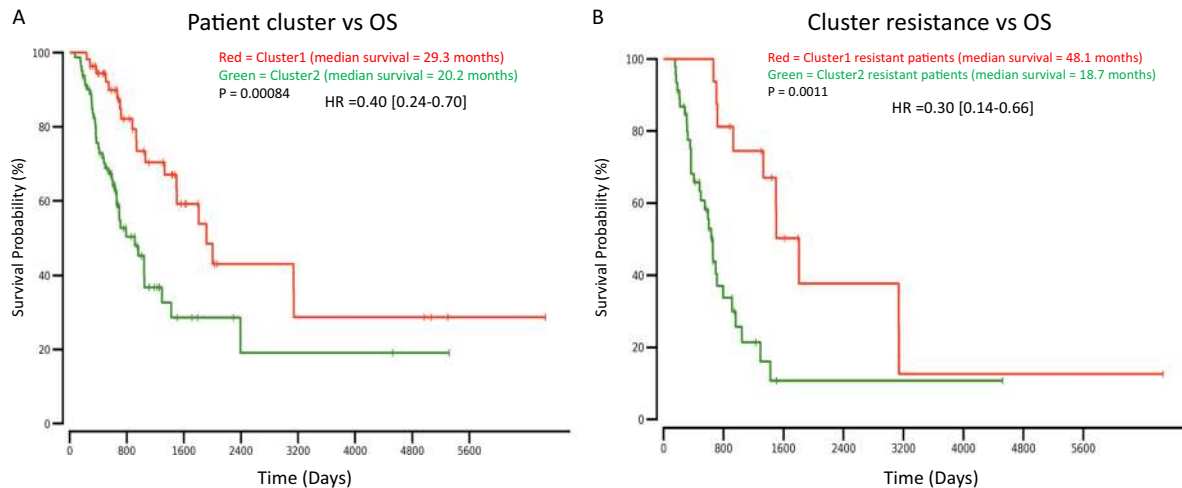 A
Patient cluster vs OS
Red = Cluster1 (median survival = 29.3 months)
Green = Cluster2 (median survival = 20.2 months)
P = 0.00084
HR =0.40 [0.24-0.70]
Survival Probability (%)
100
80
60
40
20
0
0 800 1600 2400 3200 4000 4800 5600
Time (Days)
B
Cluster resistance vs OS
Red = Cluster1 resistant patients (median survival = 48.1 months)
Green = Cluster2 resistant patients (median survival = 18.7 months)
P = 0.0011
HR =0.30 [0.14-0.66]
Survival Probability (%)
100
80
60
40
20
0
0 800 1600 2400 3200 4000 4800 5600
Time (Days)